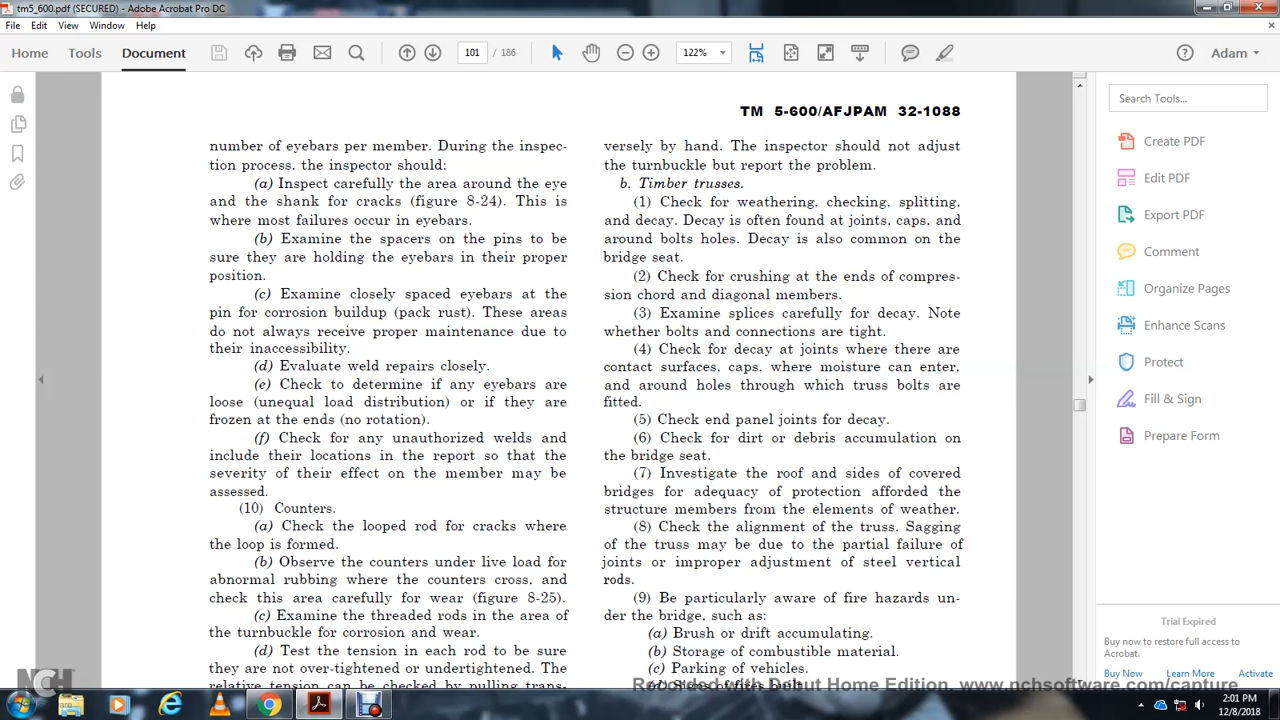 tm5_600.pdf (SECURED) - Adobe Acrobat Pro DC
File Edit View Window Help
Home Tools Document 101 / 186 122% Adam
TM 5-600/AFJPAM 32-1088
number of eyebars per member. During the inspec-
tion process, the inspector should:
(a) Inspect carefully the area around the eye
and the shank for cracks (figure 8-24). This is
where most failures occur in eyebars.
(b) Examine the spacers on the pins to be
sure they are holding the eyebars in their proper
position.
(c) Examine closely spaced eyebars at the
pin for corrosion buildup (pack rust). These areas
do not always receive proper maintenance due to
their inaccessibility.
(d) Evaluate weld repairs closely.
(e) Check to determine if any eyebars are
loose (unequal load distribution) or if they are
frozen at the ends (no rotation).
(f) Check for any unauthorized welds and
include their locations in the report so that the
severity of their effect on the member may be
assessed.
(10) Counters.
(a) Check the looped rod for cracks where
the loop is formed.
(b) Observe the counters under live load for
abnormal rubbing where the counters cross, and
check this area carefully for wear (figure 8-25).
(c) Examine the threaded rods in the area of
the turnbuckle for corrosion and wear.
(d) Test the tension in each rod to be sure
they are not over-tightened or undertightened. The
relative tension can be checked by pulling trans-
versely by hand. The inspector should not adjust
the turnbuckle but report the problem.
b. Timber trusses.
(1) Check for weathering, checking, splitting,
and decay. Decay is often found at joints, caps, and
around bolts holes. Decay is also common on the
bridge seat.
(2) Check for crushing at the ends of compres-
sion chord and diagonal members.
(3) Examine splices carefully for decay. Note
whether bolts and connections are tight.
(4) Check for decay at joints where there are
contact surfaces, caps, where moisture can enter,
and around holes through which truss bolts are
fitted.
(5) Check end panel joints for decay.
(6) Check for dirt or debris accumulation on
the bridge seat.
(7) Investigate the roof and sides of covered
bridges for adequacy of protection afforded the
structure members from the elements of weather.
(8) Check the alignment of the truss. Sagging
of the truss may be due to the partial failure of
joints or improper adjustment of steel vertical
rods.
(9) Be particularly aware of fire hazards un-
der the bridge, such as:
(a) Brush or drift accumulating.
(b) Storage of combustible material.
(c) Parking of vehicles.
Search Tools...
Create PDF
Edit PDF
Export PDF
Comment
Organize Pages
Enhance Scans
Protect
Fill & Sign
Prepare Form
Trial Expired
Buy now to restore full access to
Acrobat.
Buy Now Learn More Activate
NCH
Recorded with Debut Home Edition. www.nchsoftware.com/capture
2:01 PM
12/8/2018